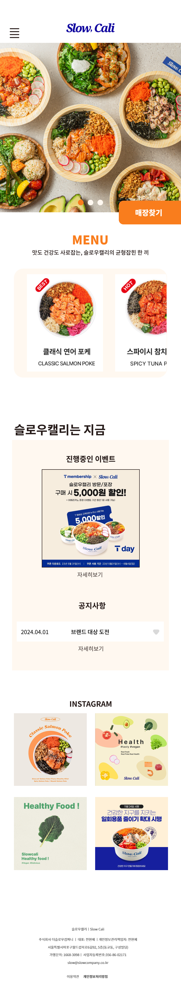 Slow, Cali
Slow, C
매장찾기
MENU
맛도 건강도 사로잡는, 슬로우캘리의 균형잡힌 한 끼
BEST
HOT
클래식 연어 포케
스파이시 참치
CLASSIC SALMON POKE
SPICY TUNA P
슬로우캘리는 지금
진행중인 이벤트
T membership × Slow, Cali
슬로우캘리 방문/포장
구매 시 5,000원 할인!
+ 아메리카노 증정 (이벤트 기간 동안 1회 사용 가능)
T 멤버십 고객이면 누구나 사용가능
5,000할인
Slow, Cali
T day
쿠폰 다운로드 23년 5월 31일(수) | 쿠폰 사용 기간 23년 5월31일(수) ~ 6월4일(일)
자세히보기
공지사항
2024.04.01 브랜드 대상 도전
자세히보기
INSTAGRAM
Slow, Cali
Classic Salmon Poke
Slow.cali Salmon Poke #Tasty #Healthy #Diet
Spicy Salmon Poke / Wasabi Salmon Poke
Health
#tasty #vegan
Real fresh
Real Poke Real Health
Slow, Cali
Healthy Food !
Slowcali
Healthy food !
#Vegan #Delicious
11월 24일 시행
건강한 지구를 지키는
일회용품 줄이기 확대 시행
Slow, Cali
건강한 지구 만들기에 동참하세요
슬로우캘리 | Slow Cali
주식회사 더슬로우컴퍼니 | 대표: 전현제 | 개인정보관리책임자: 전현제
서울특별시마포구월드컵북로6길92, 5층(동교동, 구성빌딩)
가맹문의: 1668-3098 | 사업자등록번호:356-86-02171
slow@slowcompany.co.kr
이용약관 개인정보처리방침